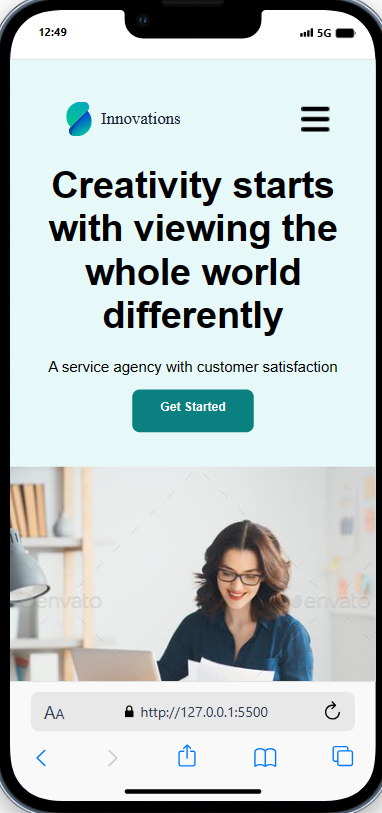 12:49
5G
Innovations
Creativity starts
with viewing the
whole world
differently
A service agency with customer satisfaction
Get Started
envato
envato
AA
http://127.0.0.1:5500